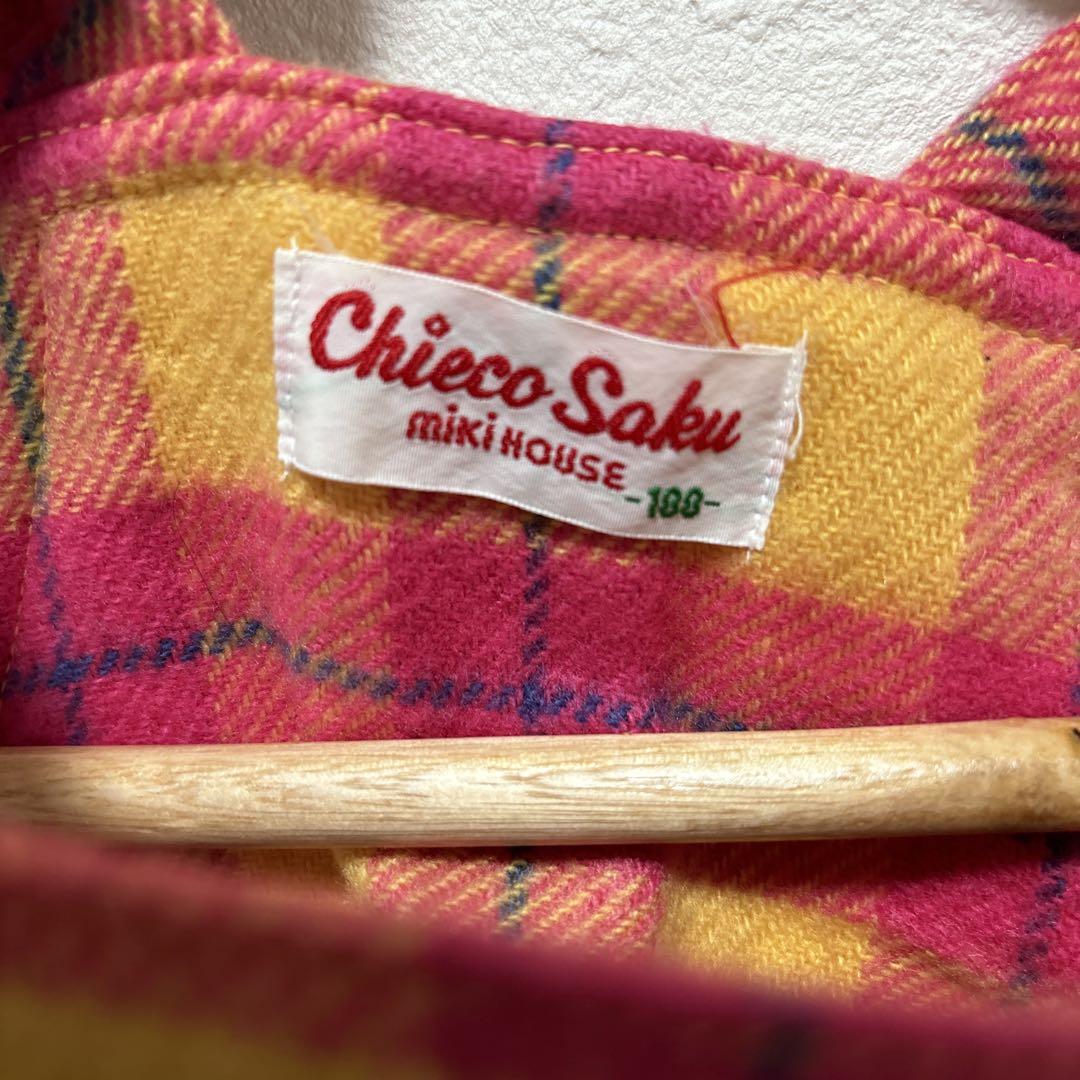 Chieco Saku
miKi HOUSE
-100-